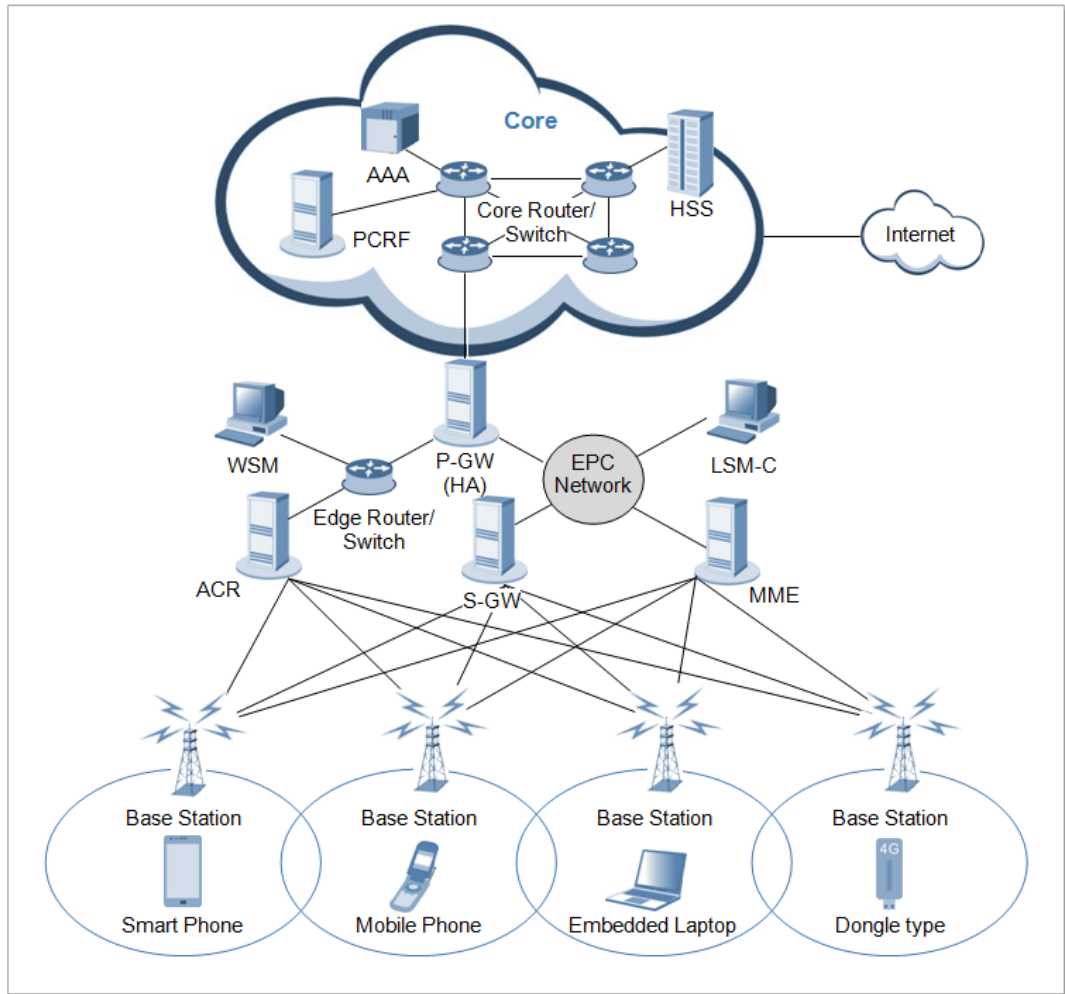 Core
AAA
HSS
Core Router/
Switch
PCRF
Internet
WSM
P-GW
(HA)
EPC
Network
LSM-C
Edge Router/
Switch
ACR
S-GW
MME
Base Station
Base Station
Base Station
Base Station
4G
Smart Phone
Mobile Phone
Embedded Laptop
Dongle type